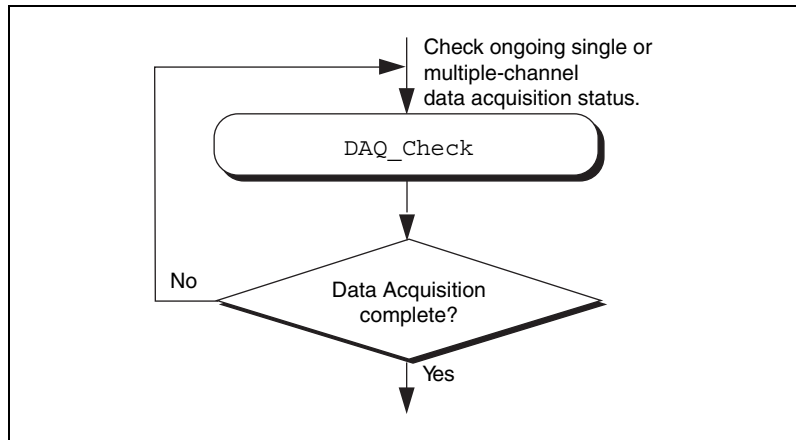 Check ongoing single or
multiple-channel
data acquisition status.
DAQ_Check
No
Data Acquisition
complete?
Yes